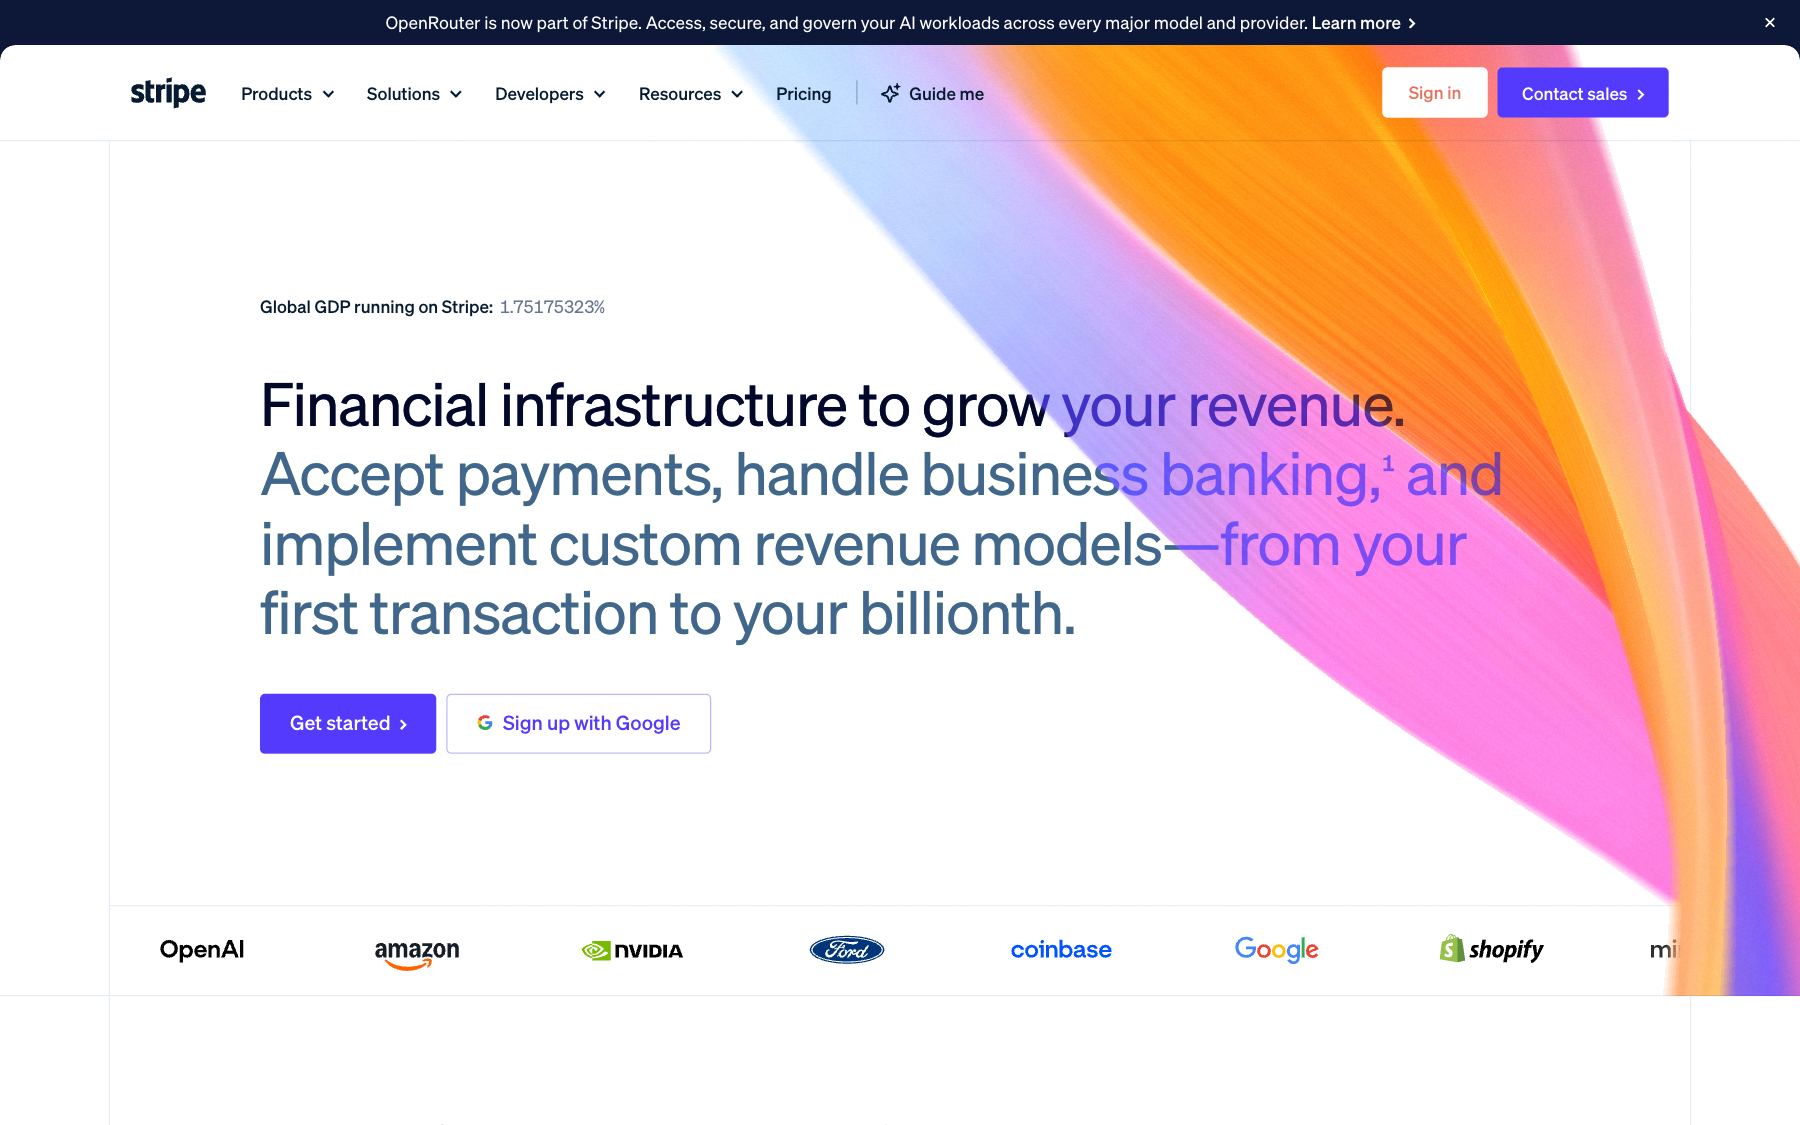 OpenRouter is now part of Stripe. Access, secure, and govern your AI workloads across every major model and provider. Learn more
stripe Products Solutions Developers Resources Pricing Guide me Sign in Contact sales
Global GDP running on Stripe: 1.75175323%
Financial infrastructure to grow your revenue.
Accept payments, handle business banking,¹ and
implement custom revenue models—from your
first transaction to your billionth.
Get started Sign up with Google
OpenAI amazon NVIDIA Ford coinbase Google shopify